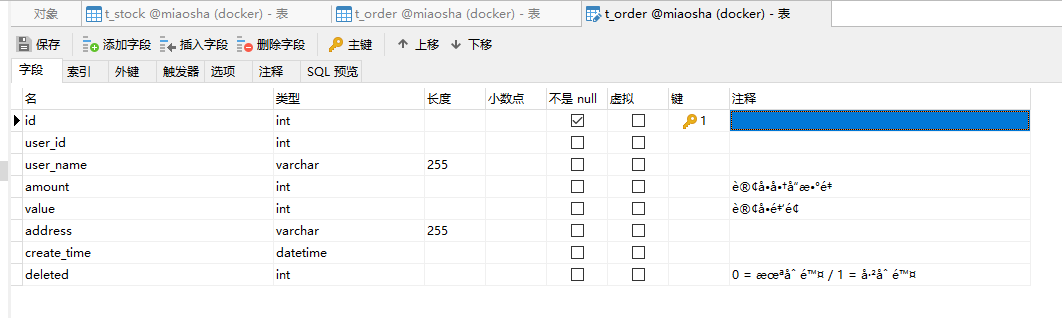 对象 t_stock @miaosha (docker) - 表 t_order @miaosha (docker) - 表 t_order @miaosha (docker) - 表
保存 添加字段 插入字段 删除字段 主键 上移 下移
字段 索引 外键 触发器 选项 注释 SQL 预览
名 类型 长度 小数点 不是 null 虚拟 键 注释
id int 1
user_id int
user_name varchar 255
amount int è®¢å•å•†å“æ•°é‡
value int è®¢å•é‡‘é¢
address varchar 255
create_time datetime
deleted int 0 = æœªåˆ é™¤ / 1 = å·²åˆ é™¤